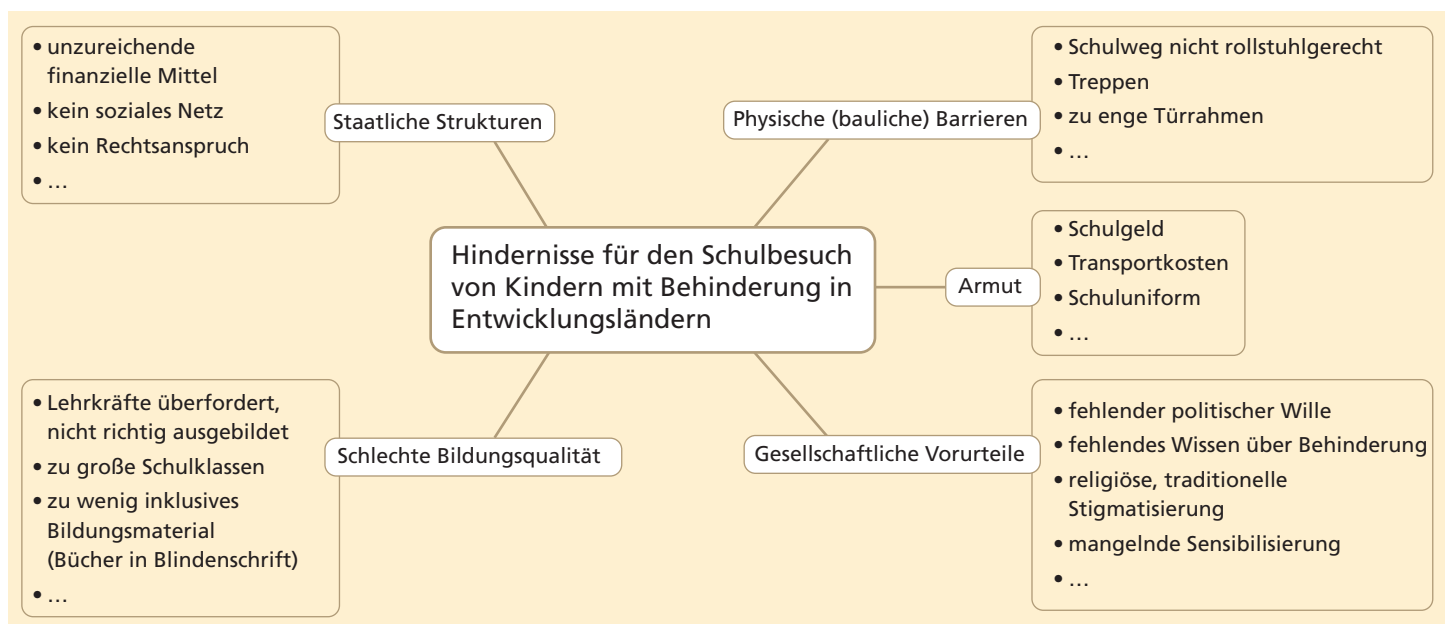 Hindernisse für den Schulbesuch
von Kindern mit Behinderung in
Entwicklungsländern
Staatliche Strukturen
• unzureichende
finanzielle Mittel
• kein soziales Netz
• kein Rechtsanspruch
• …
Physische (bauliche) Barrieren
• Schulweg nicht rollstuhlgerecht
• Treppen
• zu enge Türrahmen
• …
Armut
• Schulgeld
• Transportkosten
• Schuluniform
• …
Schlechte Bildungsqualität
• Lehrkräfte überfordert,
nicht richtig ausgebildet
• zu große Schulklassen
• zu wenig inklusives
Bildungsmaterial
(Bücher in Blindenschrift)
• …
Gesellschaftliche Vorurteile
• fehlender politischer Wille
• fehlendes Wissen über Behinderung
• religiöse, traditionelle
Stigmatisierung
• mangelnde Sensibilisierung
• …